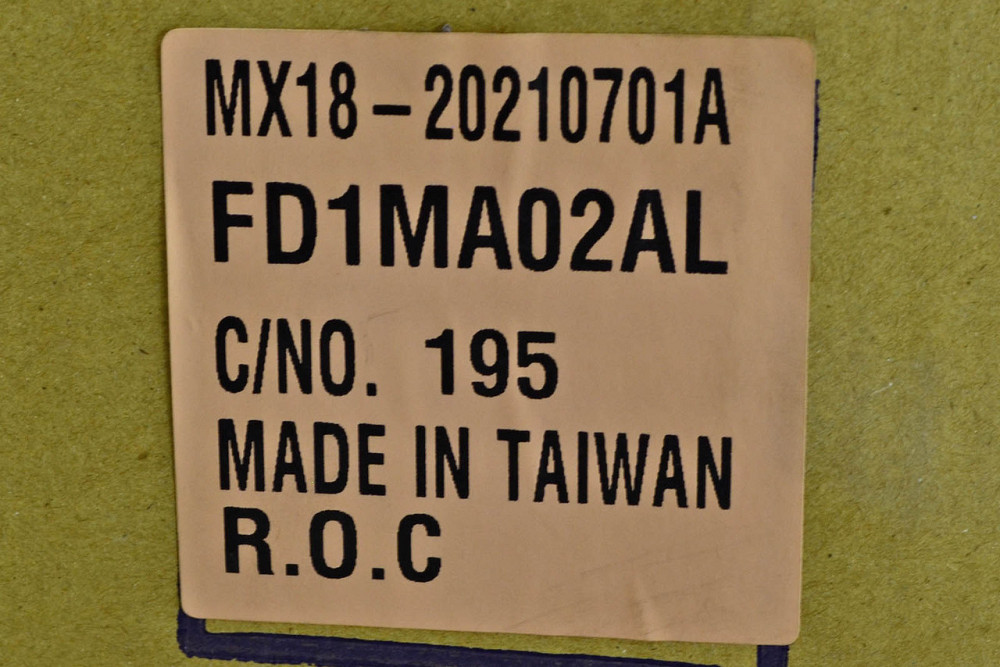 MX18-20210701A
FD1MA02AL
C/NO. 195
MADE IN TAIWAN
R.O.C